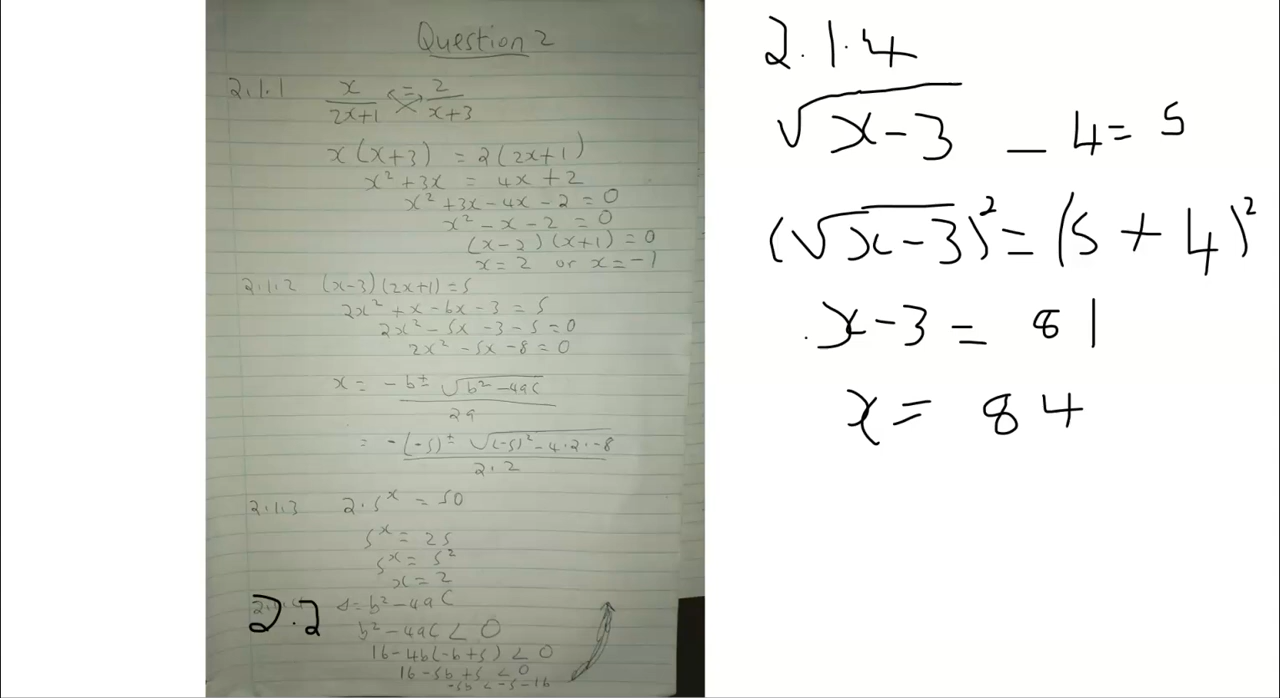 Question 2
2.1.1 x/(2x+1) = 2/(x+3)
x(x+3) = 2(2x+1)
x² + 3x = 4x + 2
x² + 3x - 4x - 2 = 0
x² - x - 2 = 0
(x-2)(x+1) = 0
x = 2 or x = -1
2.1.2 (x-3)(2x+1) = 5
2x² + x - 6x - 3 = 5
2x² - 5x - 3 - 5 = 0
2x² - 5x - 8 = 0
x = (-b ± √(b² - 4ac))/2a
= (-(-5) ± √((-5)² - 4·2·-8))/2·2
2.1.3 2·5ˣ = 50
5ˣ = 25
5ˣ = 5²
x = 2
2.2 Δ = b² - 4ac
b² - 4ac < 0
16 - 4b(-b+5) < 0
16 - 5b + 5 < 0
-5b < -5 - 16
2.1.4
√(x-3) - 4 = 5
(√(x-3))² = (5 + 4)²
x - 3 = 81
x = 84